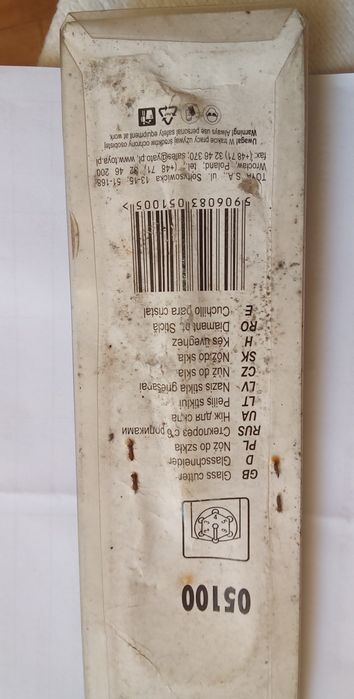 05100
GB Glass cutter
D Glasschneider
PL Nóż do szkła
RUS Стеклорез с 6 роликами
UA Ніж для скла
LT Peilis stiklui
LV Nazis stikla griešanai
CZ Nůž do skla
SK Nôž do skla
H Kés üveghez
RO Diamant pt. Sticlă
E Cuchillo para cristal
5 906083 051005 >
TOYA S.A., ul. Sołtysowicka 13-15, 51-168
Wrocław, Poland, tel.: (+48) 71 32 46 200
fax: (+48 71) 32 46 370, sales@yato.pl, www.toya.pl
Uwaga! W trakcie pracy używaj środków ochrony osobistej
Warning! Always use personal safety equipment at work